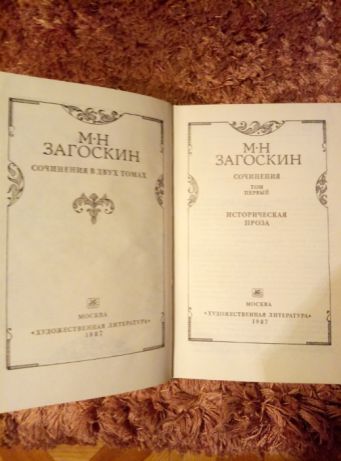 М·Н
ЗАГОСКИН
СОЧИНЕНИЯ В ДВУХ ТОМАХ
МОСКВА
«ХУДОЖЕСТВЕННАЯ ЛИТЕРАТУРА»
1987
М·Н
ЗАГОСКИН
СОЧИНЕНИЯ
ТОМ
ПЕРВЫЙ
ИСТОРИЧЕСКАЯ
ПРОЗА
МОСКВА
«ХУДОЖЕСТВЕННАЯ ЛИТЕРАТУРА»
1987